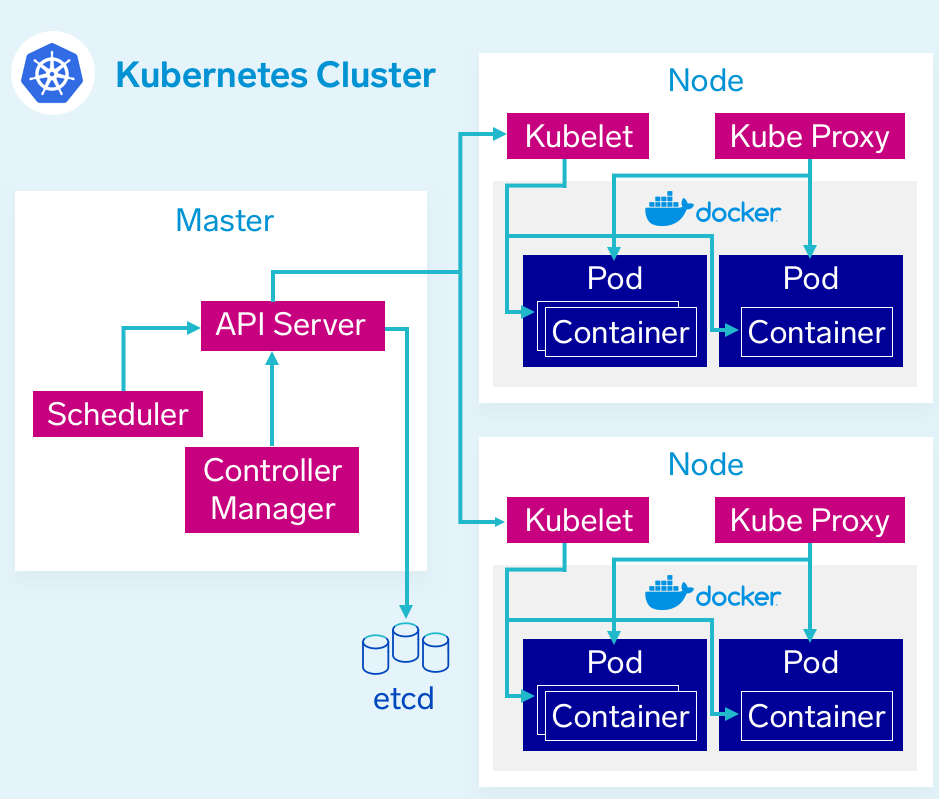 Kubernetes Cluster
Master
API Server
Scheduler
Controller
Manager
etcd
Node
Kubelet
Kube Proxy
docker
Pod
Container
Pod
Container
Node
Kubelet
Kube Proxy
docker
Pod
Container
Pod
Container